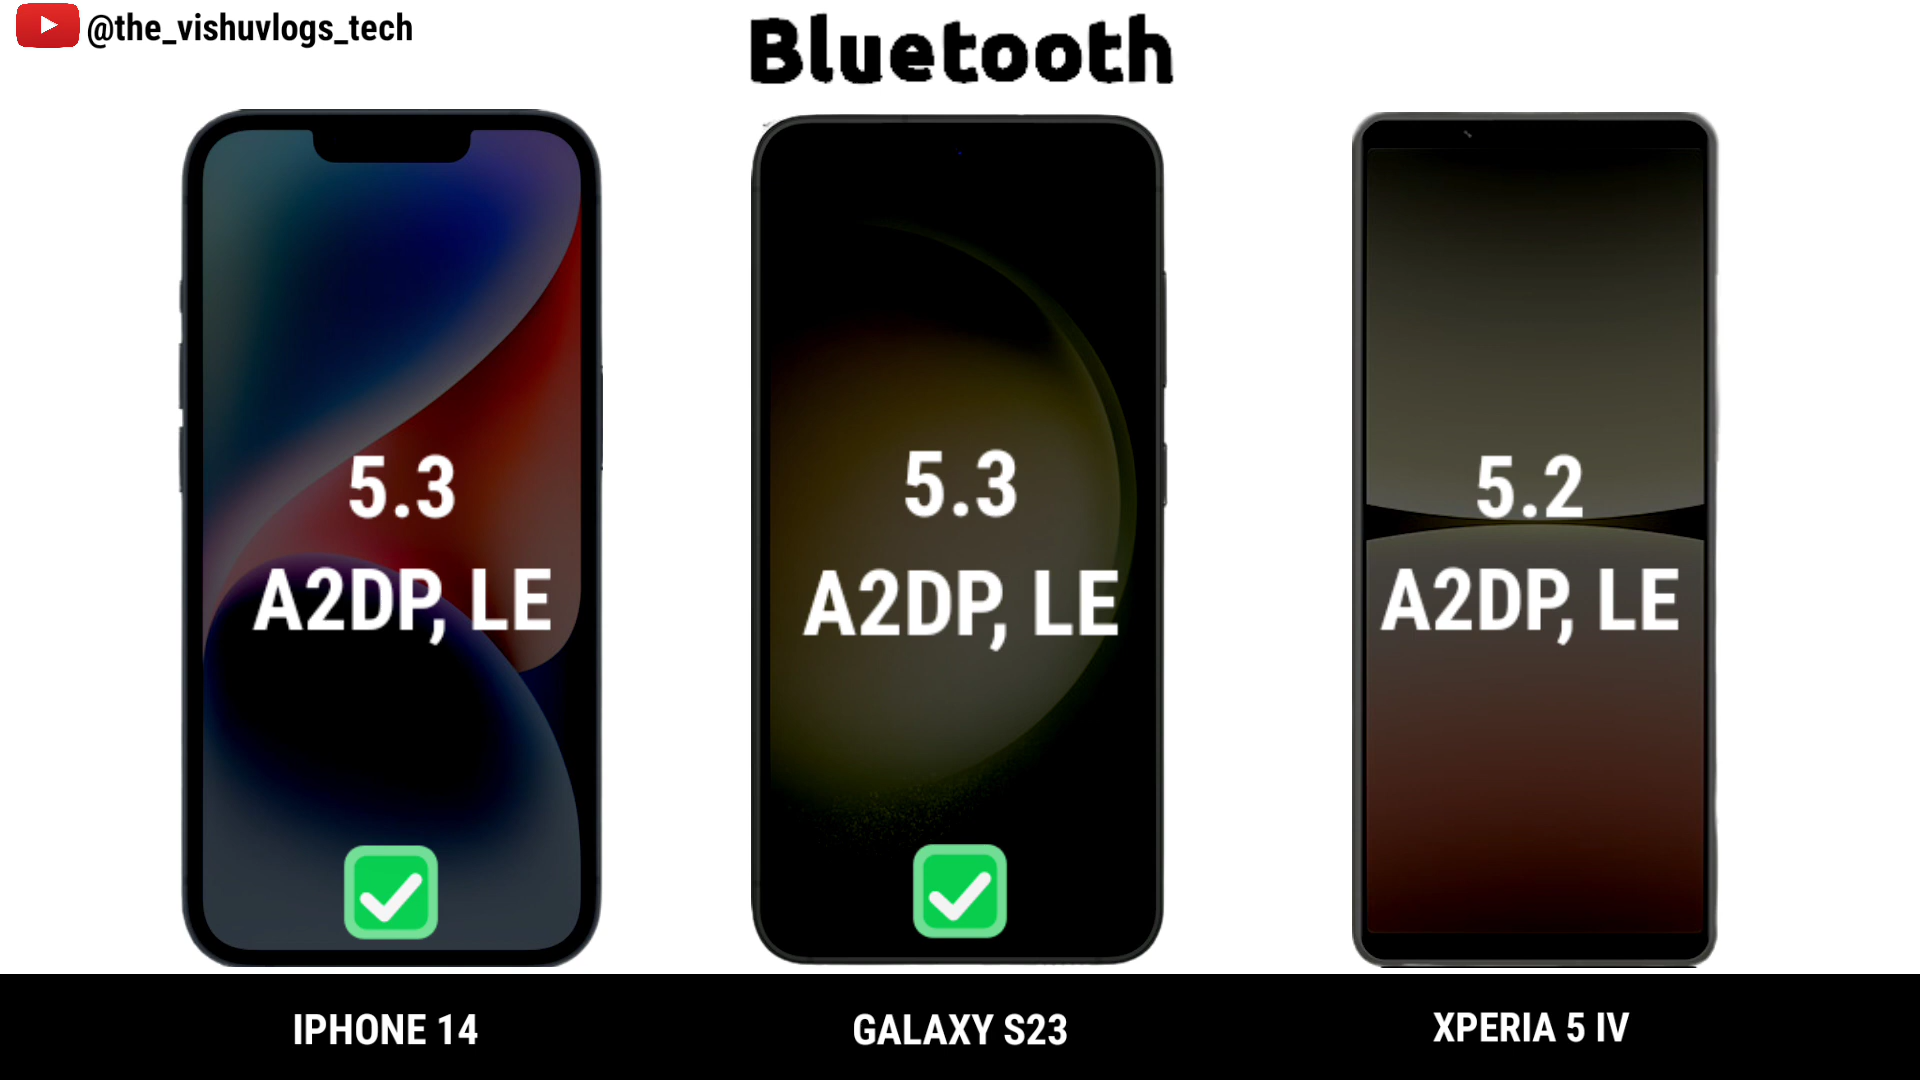 @the_vishuvlogs_tech
Bluetooth
5.3
A2DP, LE
5.3
A2DP, LE
5.2
A2DP, LE
IPHONE 14
GALAXY S23
XPERIA 5 IV